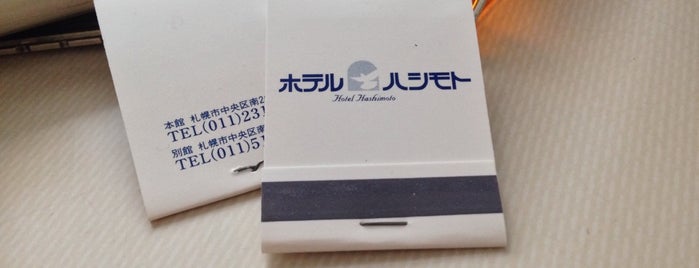 本館 札幌市中央区南2
TEL(011)231
別館 札幌市中央区南
TEL(011)51
ホテル ハシモト
Hotel Hashimoto